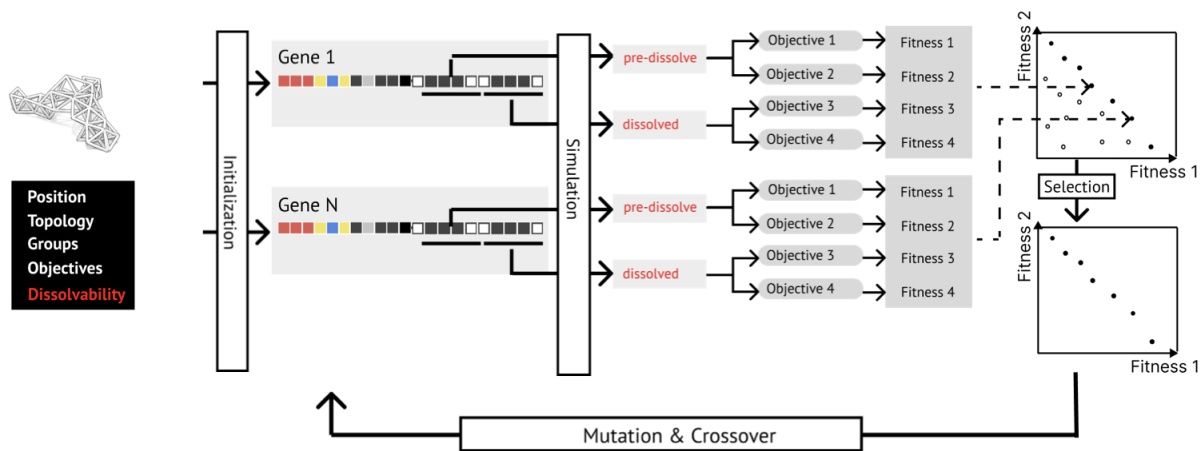 Position
Topology
Groups
Objectives
Dissolvability
Initialization
Gene 1
Gene N
Simulation
pre-dissolve
dissolved
pre-dissolve
dissolved
Objective 1
Objective 2
Objective 3
Objective 4
Objective 1
Objective 2
Objective 3
Objective 4
Fitness 1
Fitness 2
Fitness 3
Fitness 4
Fitness 1
Fitness 2
Fitness 3
Fitness 4
Fitness 2
Fitness 1
Selection
Fitness 2
Fitness 1
Mutation & Crossover